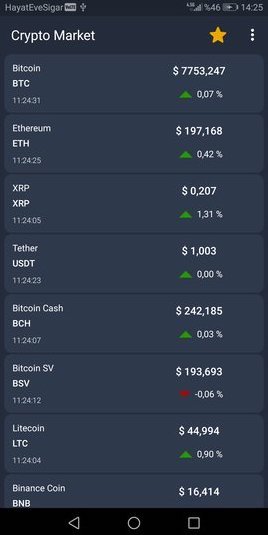 HayatEveSigar %46 14:25
Crypto Market
Bitcoin
BTC
11:24:31
$ 7753,247
0,07 %
Ethereum
ETH
11:24:25
$ 197,168
0,42 %
XRP
XRP
11:24:05
$ 0,207
1,31 %
Tether
USDT
11:24:23
$ 1,003
0,00 %
Bitcoin Cash
BCH
11:24:07
$ 242,185
0,03 %
Bitcoin SV
BSV
11:24:12
$ 193,693
-0,06 %
Litecoin
LTC
11:24:04
$ 44,994
0,90 %
Binance Coin
BNB
$ 16,414